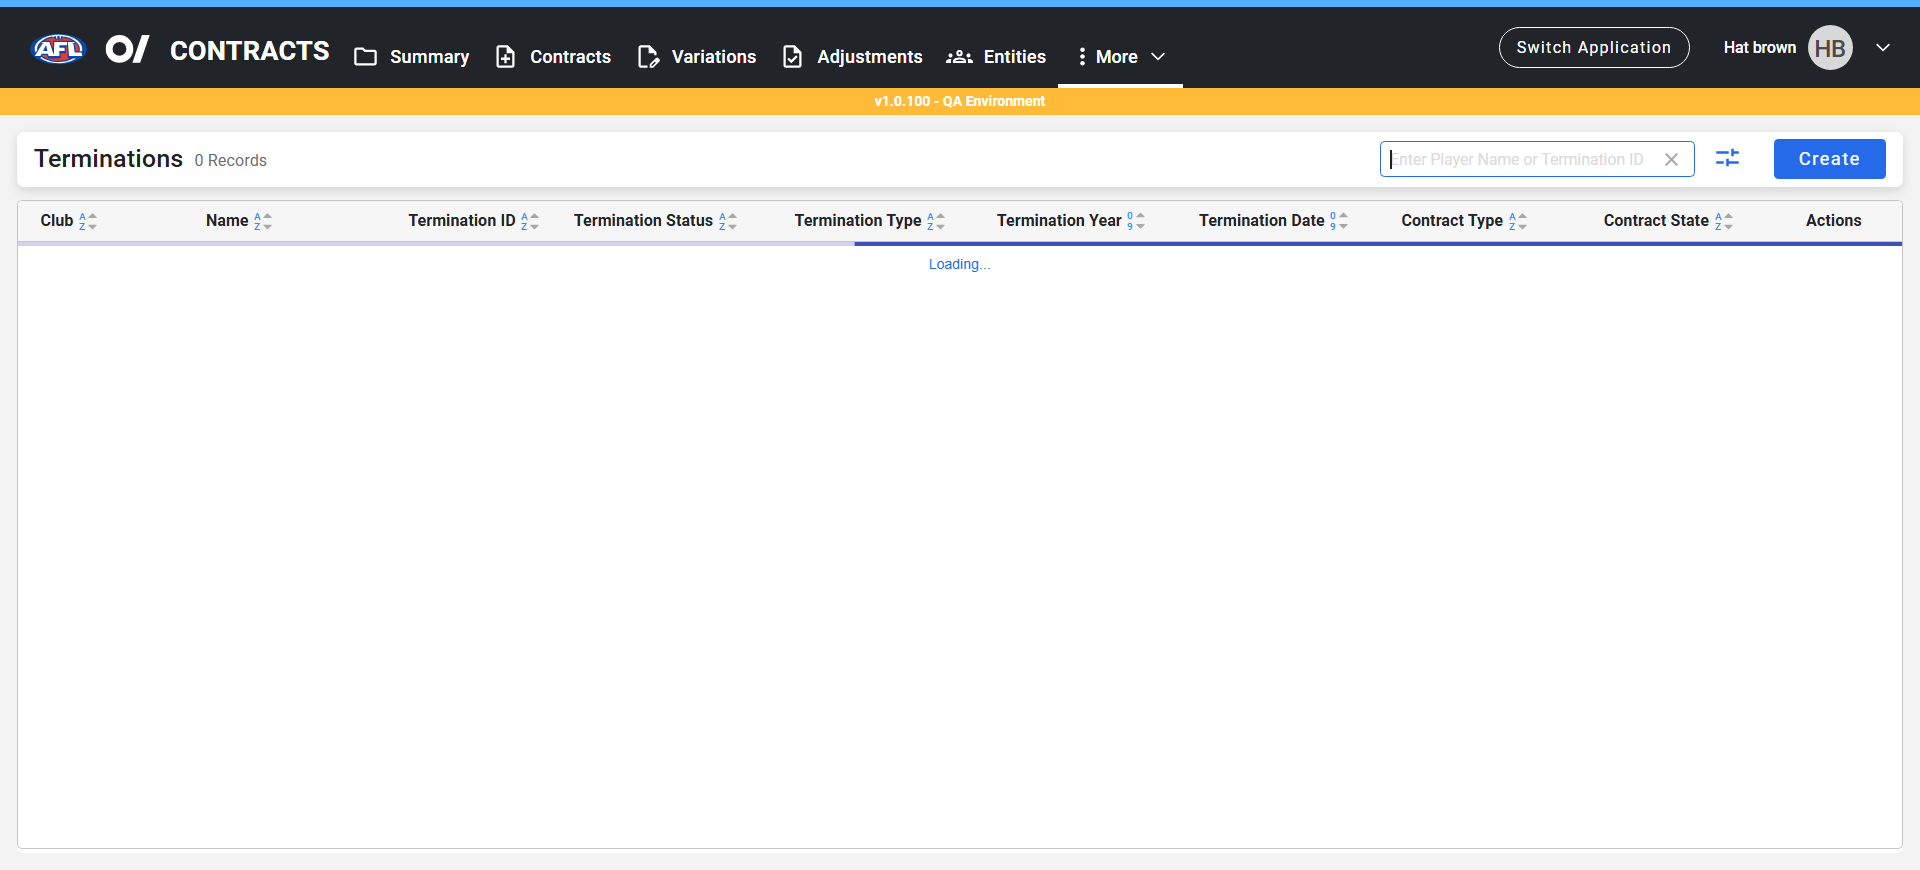 AFL O/ CONTRACTS Summary Contracts Variations Adjustments Entities More Switch Application Hat brown HB
v1.0.100 - QA Environment
Terminations 0 Records Enter Player Name or Termination ID Create
Club Name Termination ID Termination Status Termination Type Termination Year Termination Date Contract Type Contract State Actions
Loading...